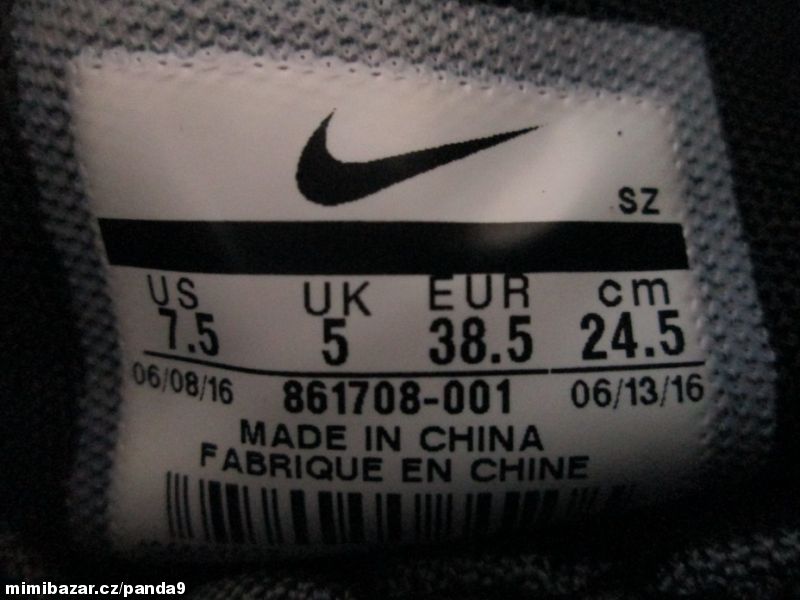 SZ
US UK EUR cm
7.5 5 38.5 24.5
06/08/16 861708-001 06/13/16
MADE IN CHINA
FABRIQUE EN CHINE
mimibazar.cz/panda9